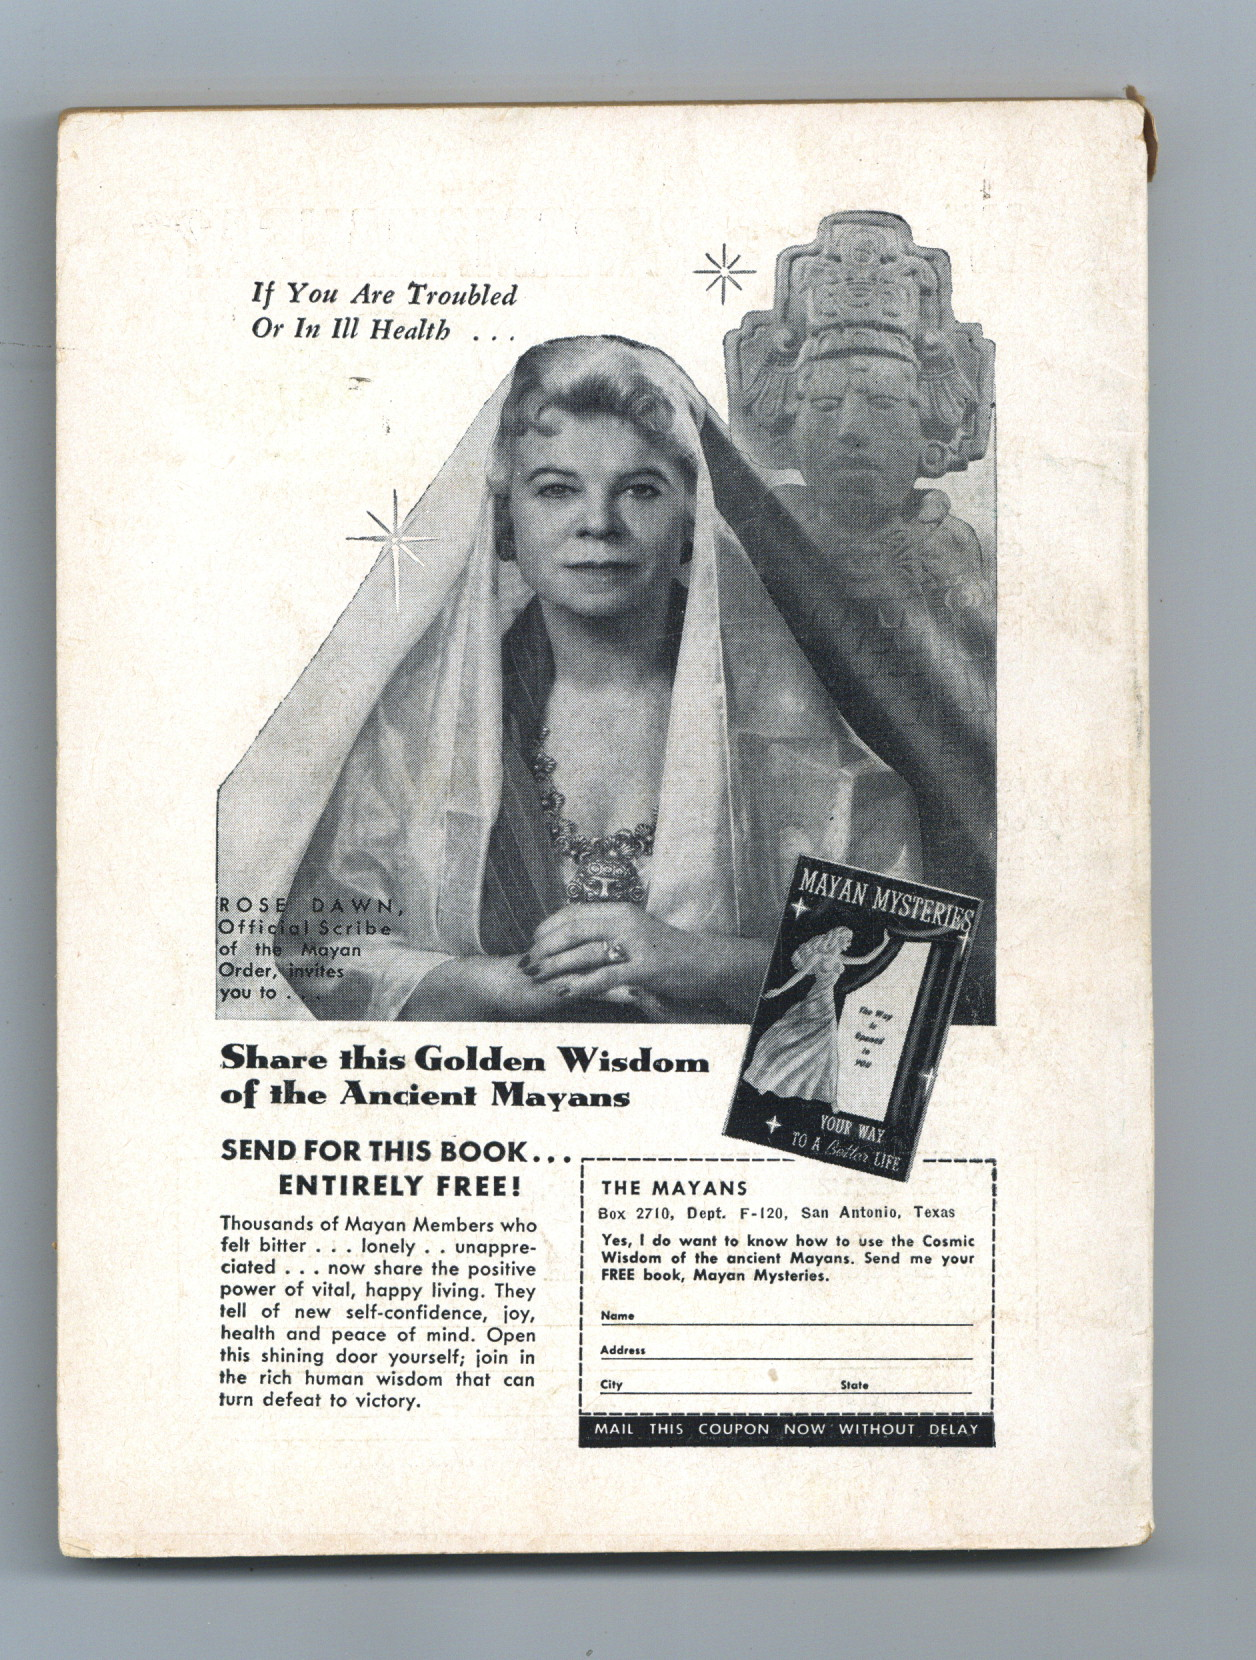 If You Are Troubled
Or In Ill Health . . .
ROSE DAWN,
Official Scribe
of the Mayan
Order, invites
you to . . .
MAYAN MYSTERIES
The Way
is
Opened
to
YOU
YOUR WAY
TO A Better LIFE
Share this Golden Wisdom
of the Ancient Mayans
SEND FOR THIS BOOK...
ENTIRELY FREE!
Thousands of Mayan Members who
felt bitter . . . lonely . . unappre-
ciated . . . now share the positive
power of vital, happy living. They
tell of new self-confidence, joy,
health and peace of mind. Open
this shining door yourself; join in
the rich human wisdom that can
turn defeat to victory.
THE MAYANS
Box 2710, Dept. F-120, San Antonio, Texas
Yes, I do want to know how to use the Cosmic
Wisdom of the ancient Mayans. Send me your
FREE book, Mayan Mysteries.
Name
Address
City State
MAIL THIS COUPON NOW WITHOUT DELAY